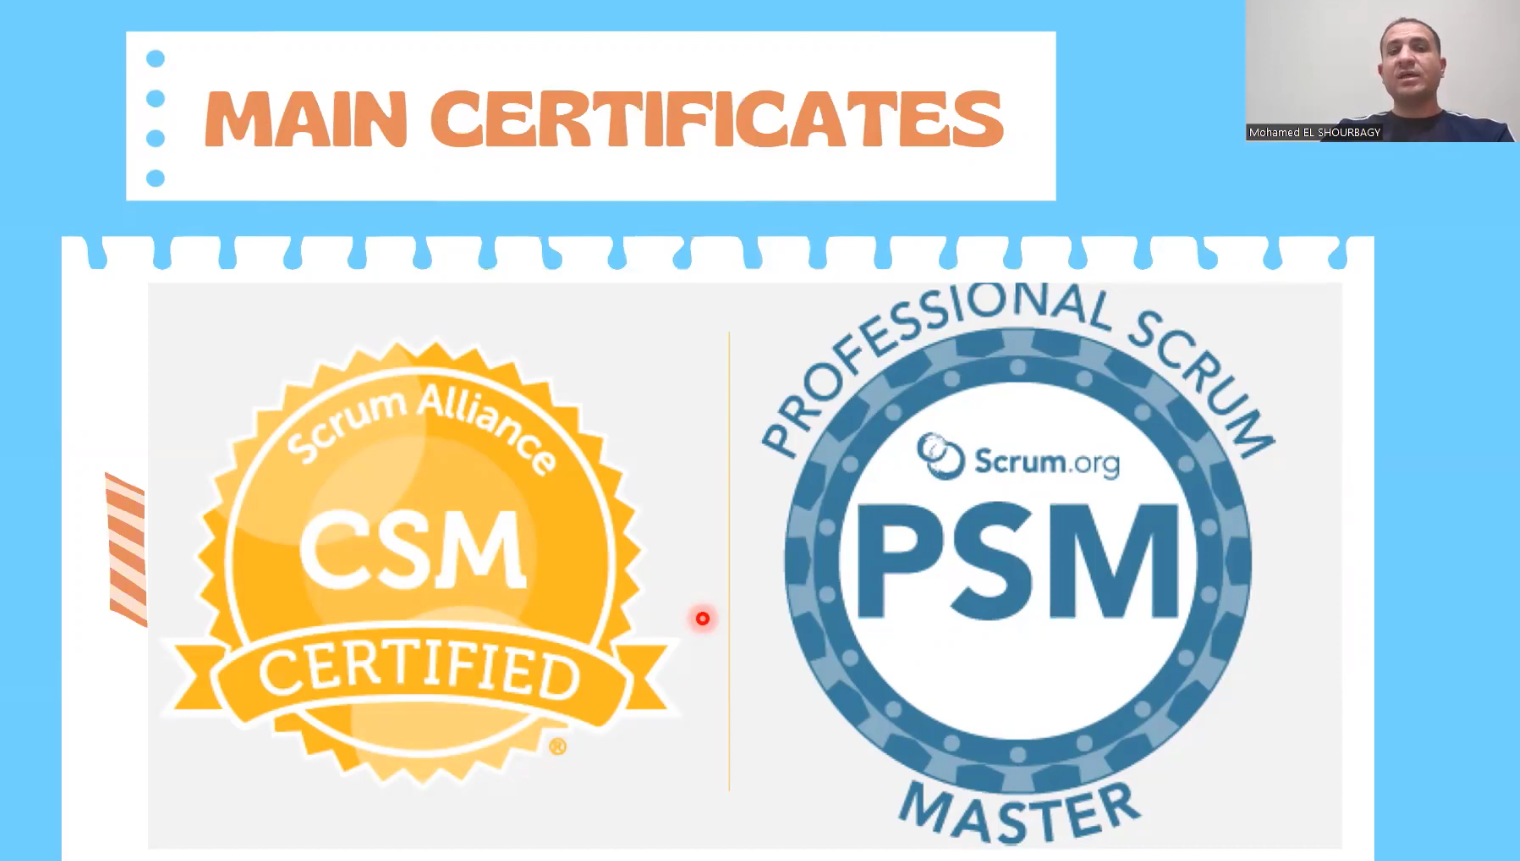 MAIN CERTIFICATES
Mohamed EL SHOURBAGY
Scrum Alliance
CSM
CERTIFIED
®
PROFESSIONAL SCRUM
Scrum.org
PSM
MASTER